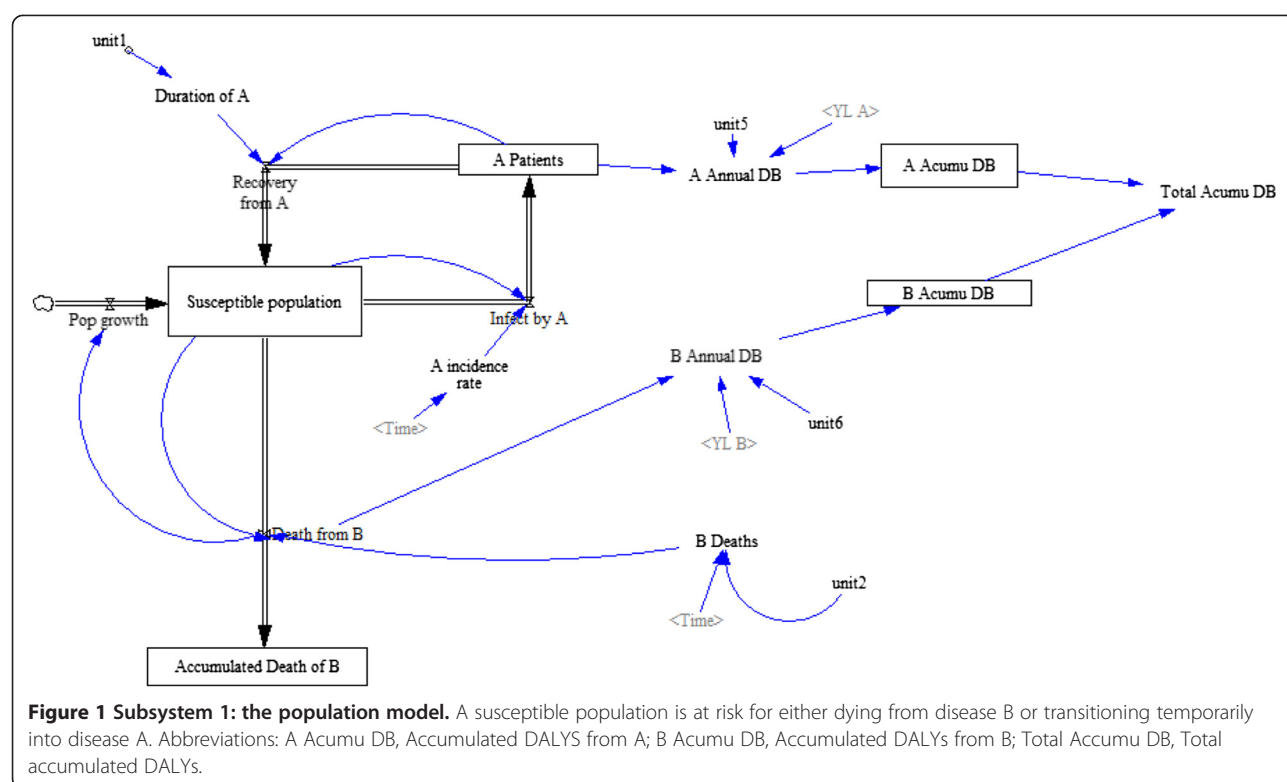 unit1
Duration of A
<YL A>
unit5
A Patients
A Annual DB
A Acumu DB
Recovery
from A
Total Acumu DB
Susceptible population
B Acumu DB
Pop growth
Infect by A
A incidence
rate
B Annual DB
<Time>
unit6
<YL B>
Death from B
B Deaths
unit2
<Time>
Accumulated Death of B
Figure 1 Subsystem 1: the population model. A susceptible population is at risk for either dying from disease B or transitioning temporarily
into disease A. Abbreviations: A Acumu DB, Accumulated DALYS from A; B Acumu DB, Accumulated DALYs from B; Total Accumu DB, Total
accumulated DALYs.